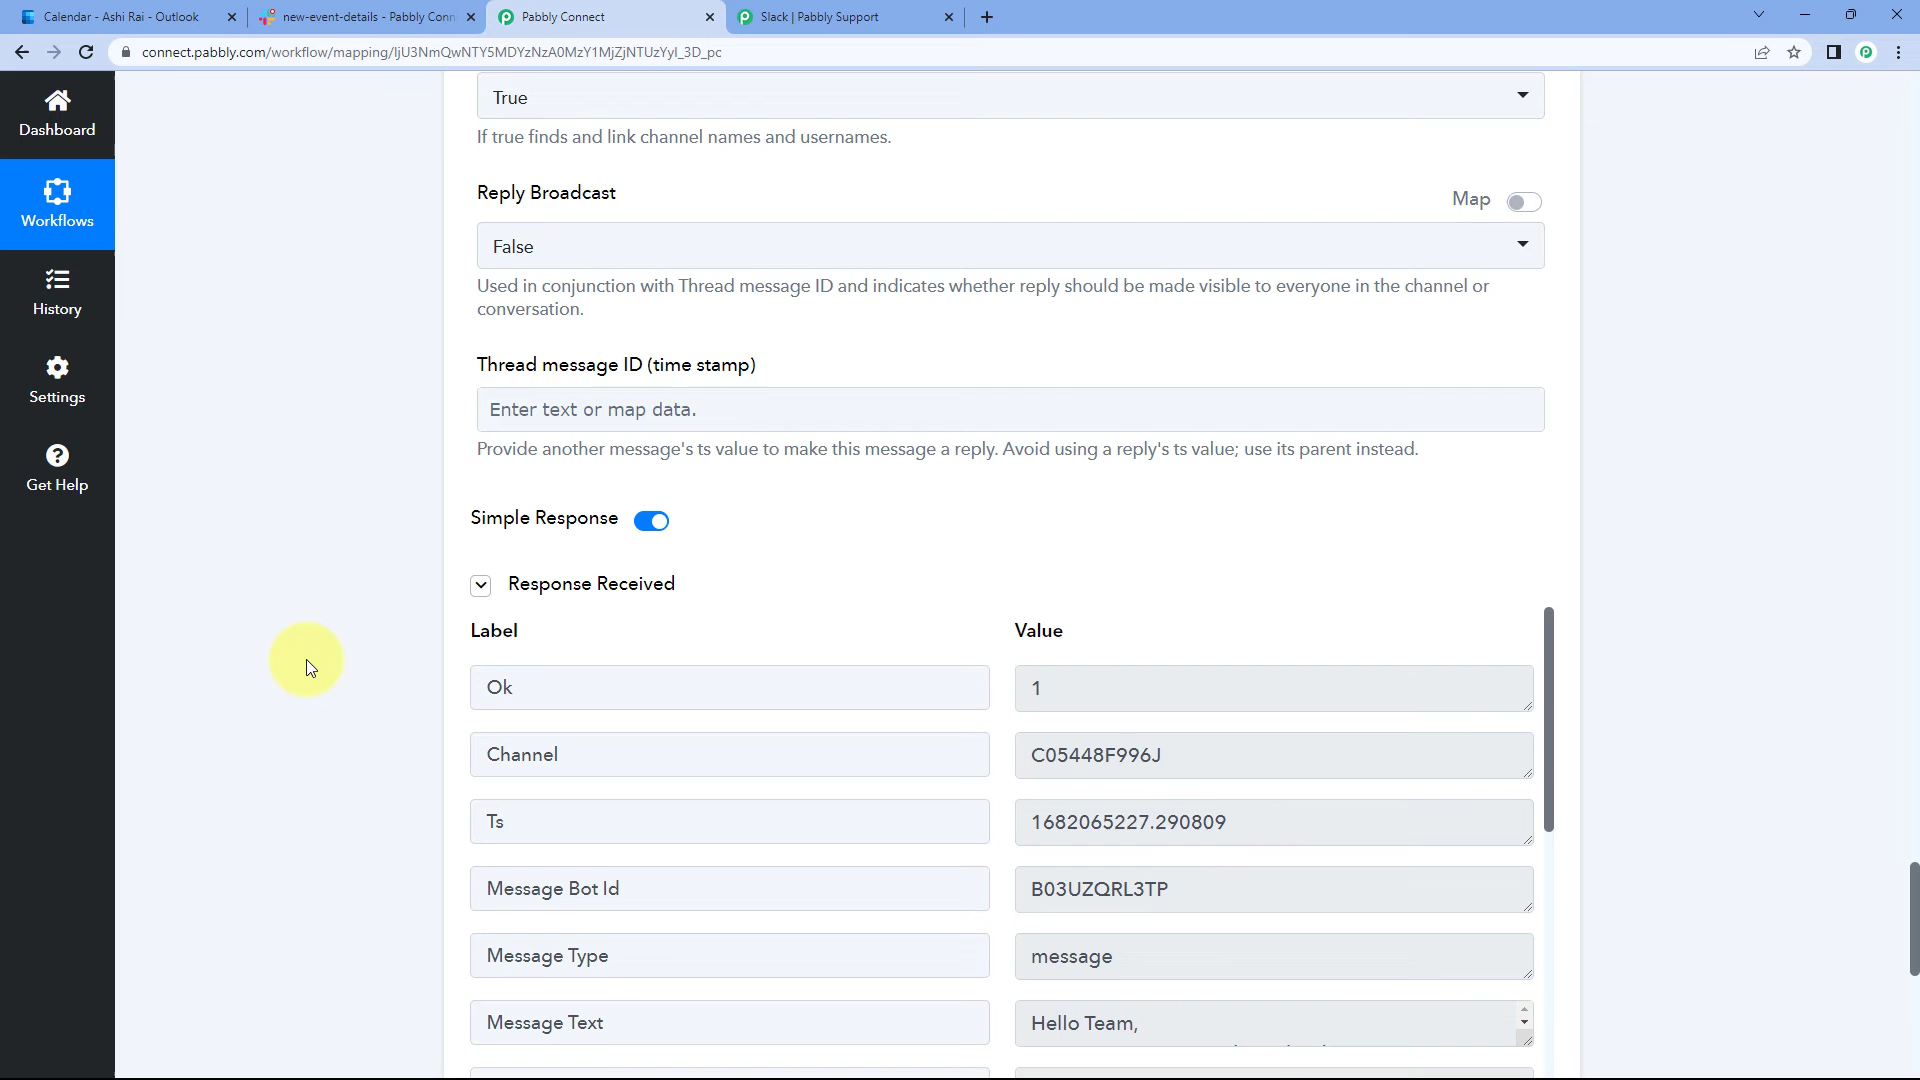 Calendar - Ashi Rai - Outlook
new-event-details - Pabbly Conn
Pabbly Connect
Slack | Pabbly Support
connect.pabbly.com/workflow/mapping/IjU3NmQwNTY5MDYzNzA0MzY1MjZjNTUzYyI_3D_pc
Dashboard
Workflows
History
Settings
Get Help
True
If true finds and link channel names and usernames.
Reply Broadcast
Map
False
Used in conjunction with Thread message ID and indicates whether reply should be made visible to everyone in the channel or
conversation.
Thread message ID (time stamp)
Enter text or map data.
Provide another message's ts value to make this message a reply. Avoid using a reply's ts value; use its parent instead.
Simple Response
Response Received
Label
Value
Ok
1
Channel
C05448F996J
Ts
1682065227.290809
Message Bot Id
B03UZQRL3TP
Message Type
message
Message Text
Hello Team,